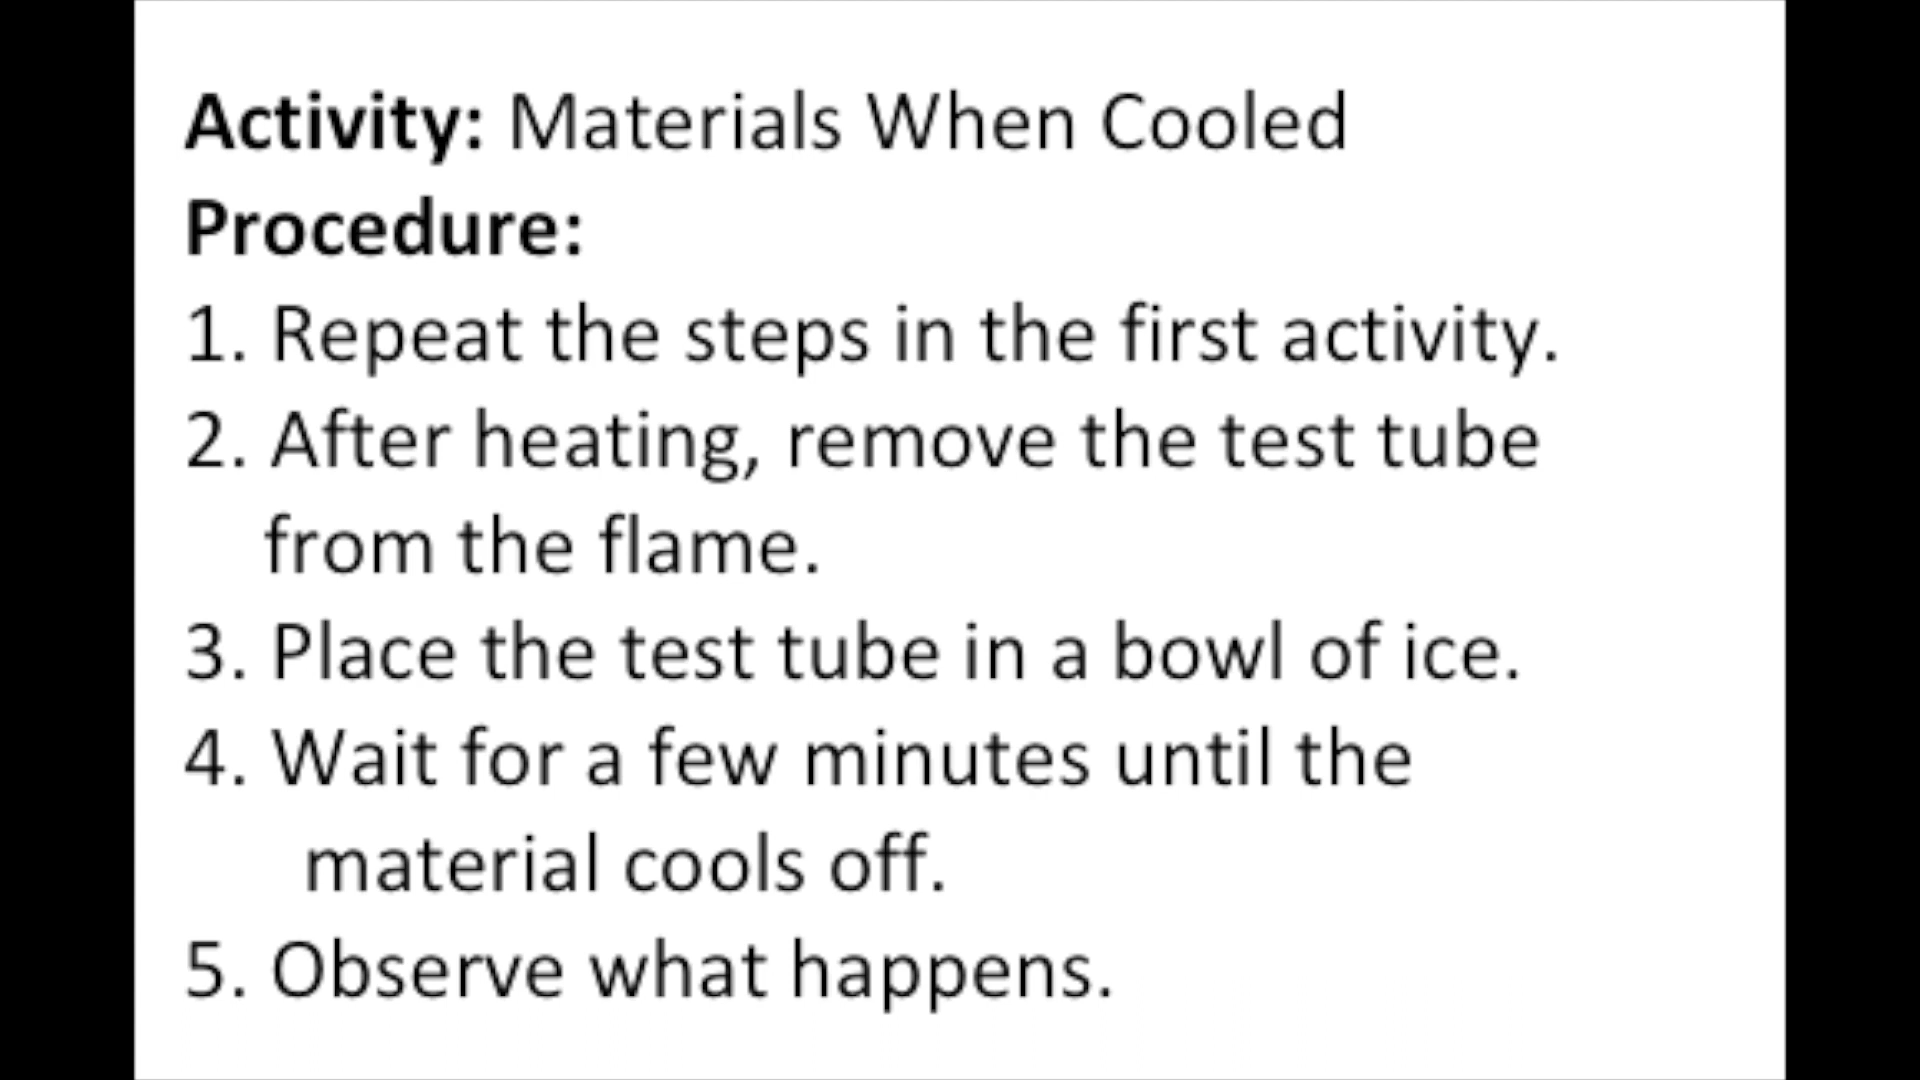 Activity: Materials When Cooled
Procedure:
1. Repeat the steps in the first activity.
2. After heating, remove the test tube
from the flame.
3. Place the test tube in a bowl of ice.
4. Wait for a few minutes until the
material cools off.
5. Observe what happens.